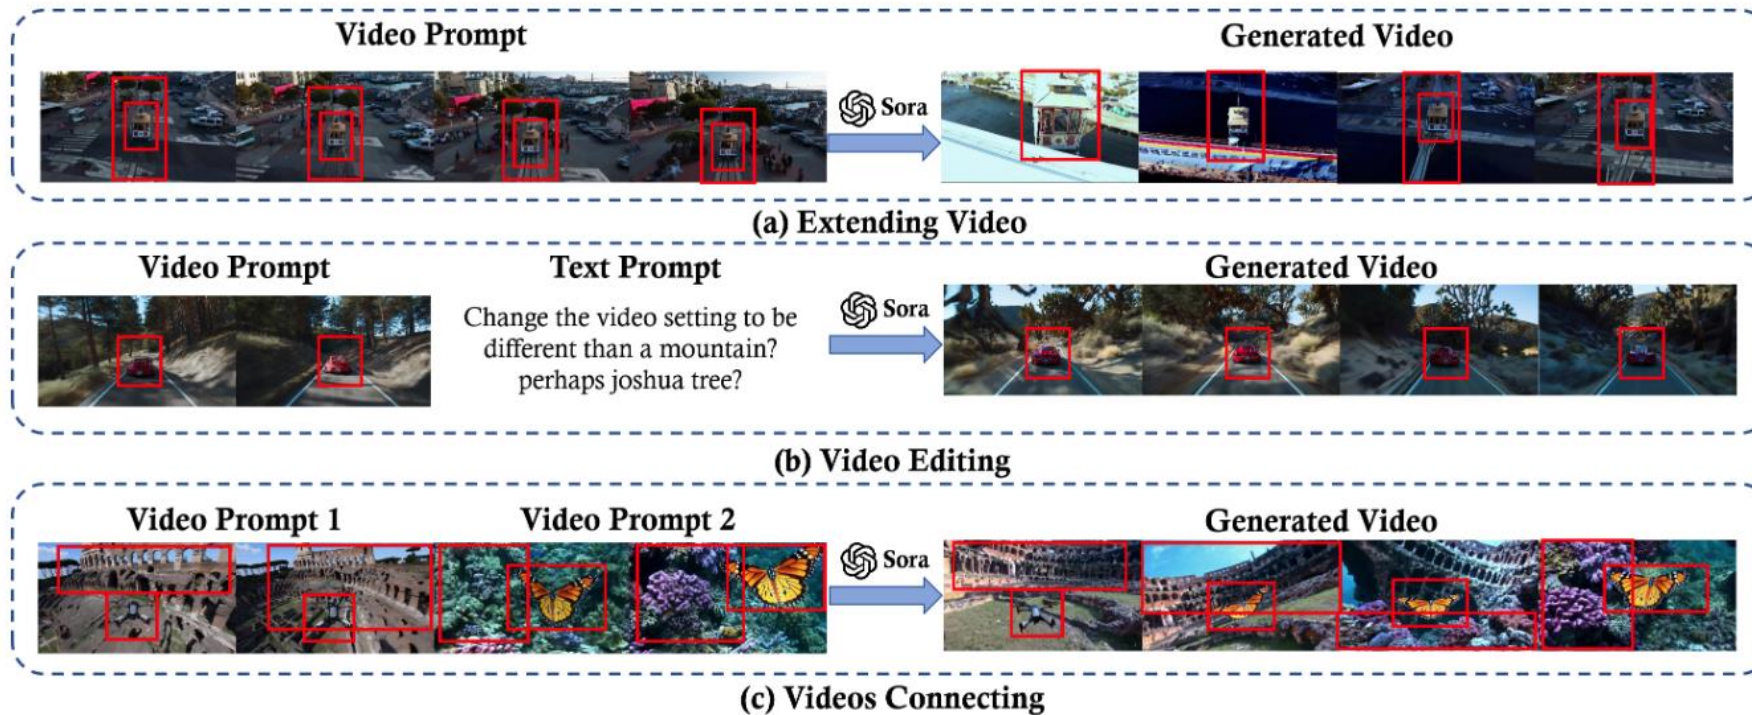 Video Prompt
Generated Video
Sora
(a) Extending Video
Video Prompt
Text Prompt
Generated Video
Change the video setting to be
different than a mountain?
perhaps joshua tree?
Sora
(b) Video Editing
Video Prompt 1
Video Prompt 2
Generated Video
Sora
(c) Videos Connecting